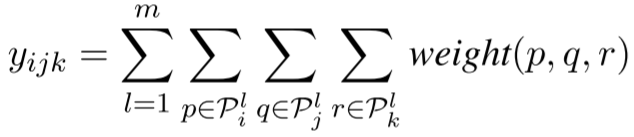 y_{ijk} = \sum_{l=1}^{m} \sum_{p \in \mathcal{P}_i^l} \sum_{q \in \mathcal{P}_j^l} \sum_{r \in \mathcal{P}_k^l} weight(p, q, r)